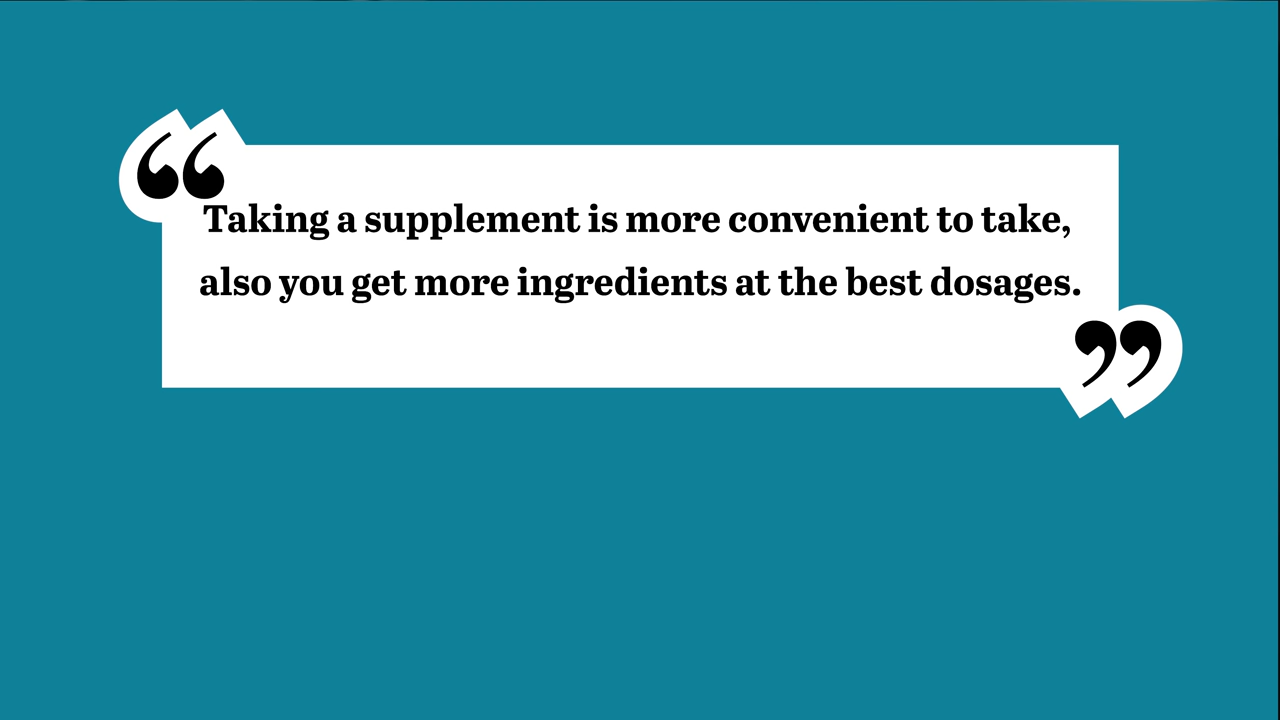 “Taking a supplement is more convenient to take,
also you get more ingredients at the best dosages.”